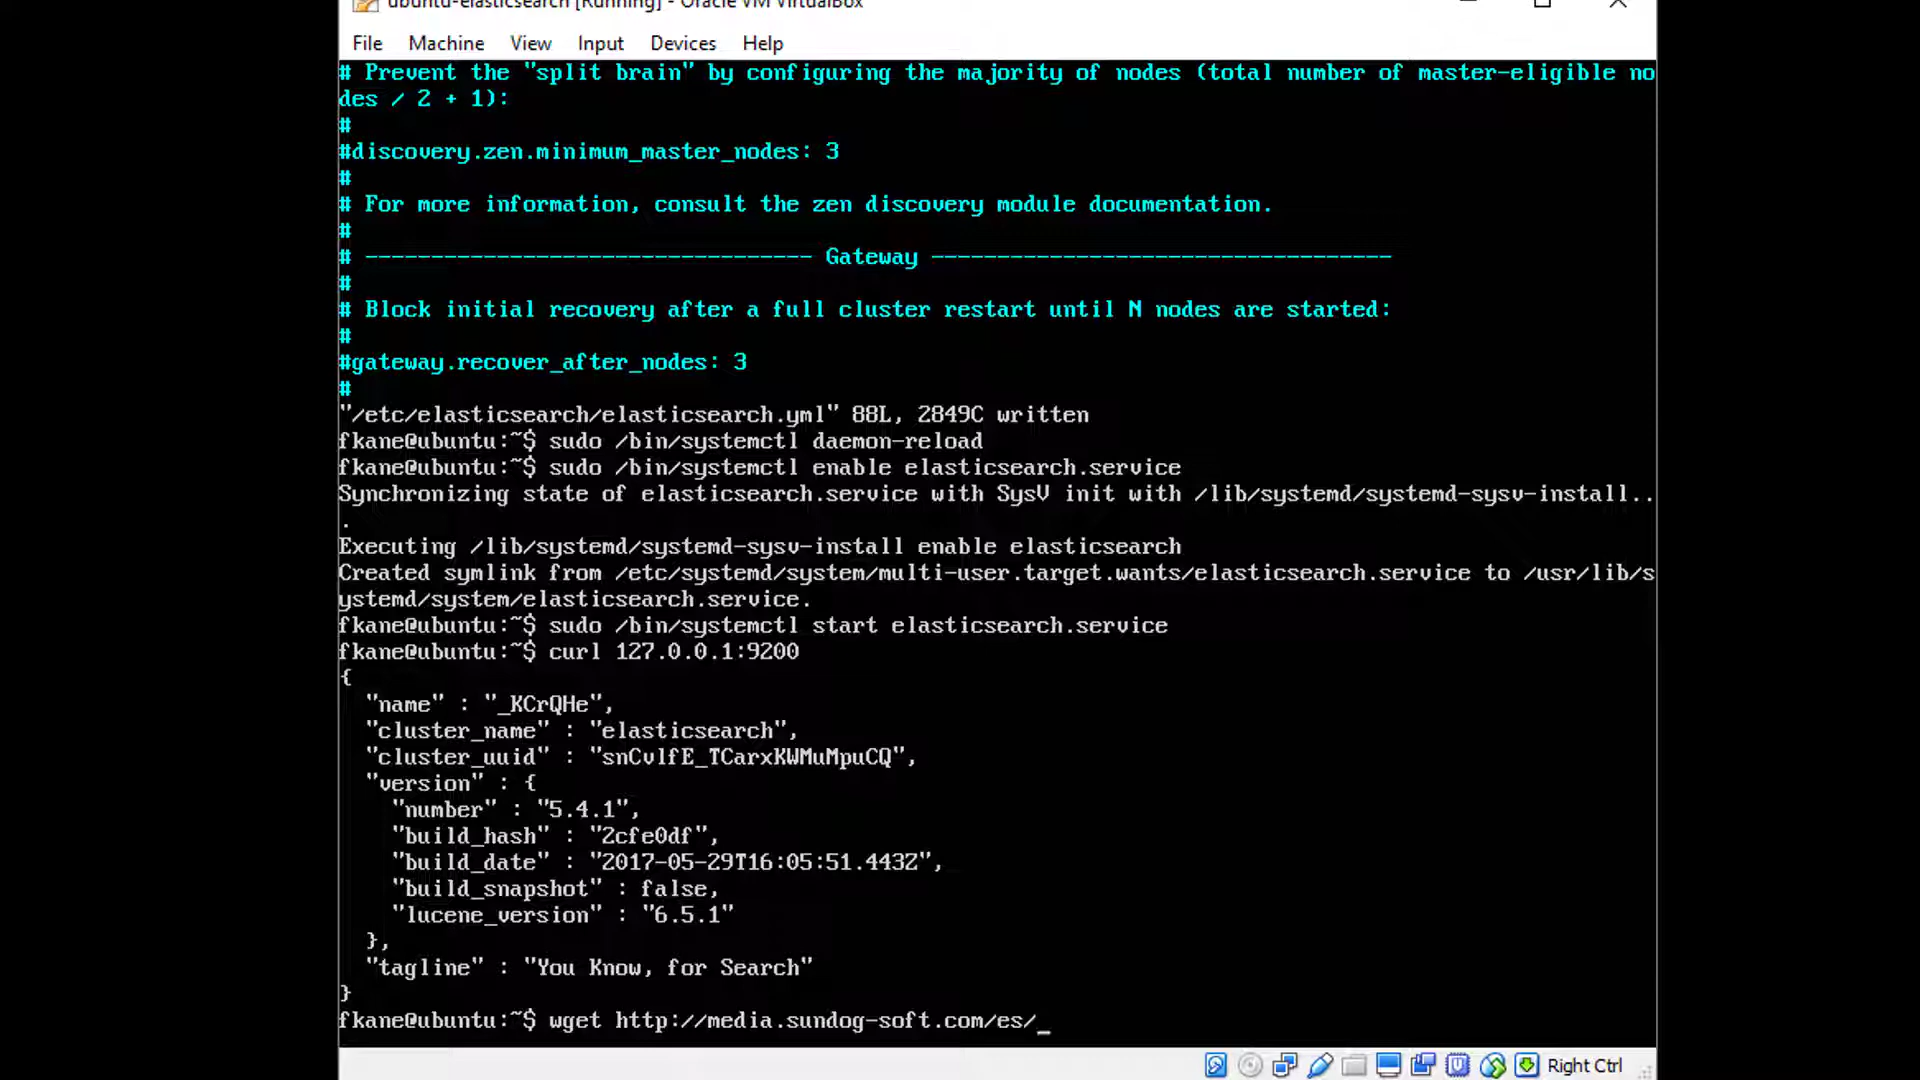 ubuntu-elasticsearch [Running] - Oracle VM VirtualBox
File Machine View Input Devices Help
# Prevent the "split brain" by configuring the majority of nodes (total number of master-eligible no
des / 2 + 1):
#
#discovery.zen.minimum_master_nodes: 3
#
# For more information, consult the zen discovery module documentation.
#
# ---------------------------------- Gateway -----------------------------------
#
# Block initial recovery after a full cluster restart until N nodes are started:
#
#gateway.recover_after_nodes: 3
#
"/etc/elasticsearch/elasticsearch.yml" 88L, 2849C written
fkane@ubuntu:~$ sudo /bin/systemctl daemon-reload
fkane@ubuntu:~$ sudo /bin/systemctl enable elasticsearch.service
Synchronizing state of elasticsearch.service with SysV init with /lib/systemd/systemd-sysv-install..
.
Executing /lib/systemd/systemd-sysv-install enable elasticsearch
Created symlink from /etc/systemd/system/multi-user.target.wants/elasticsearch.service to /usr/lib/s
ystemd/system/elasticsearch.service.
fkane@ubuntu:~$ sudo /bin/systemctl start elasticsearch.service
fkane@ubuntu:~$ curl 127.0.0.1:9200
{
  "name" : "_KCrQHe",
  "cluster_name" : "elasticsearch",
  "cluster_uuid" : "snCvlfE_TCarxKWMuMpuCQ",
  "version" : {
    "number" : "5.4.1",
    "build_hash" : "2cfe0df",
    "build_date" : "2017-05-29T16:05:51.443Z",
    "build_snapshot" : false,
    "lucene_version" : "6.5.1"
  },
  "tagline" : "You Know, for Search"
}
fkane@ubuntu:~$ wget http://media.sundog-soft.com/es/_
Right Ctrl